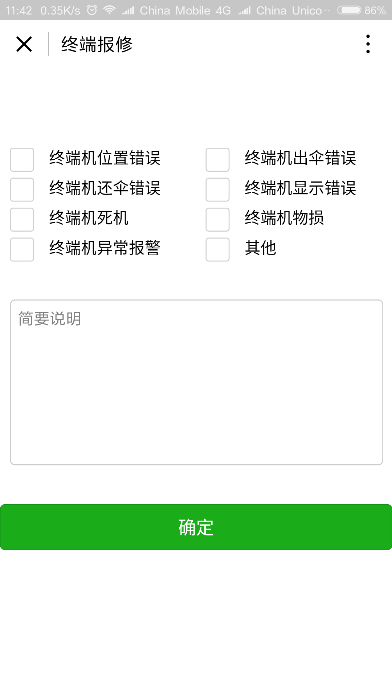 11:42 0.35K/s China Mobile 4G China Unico··· 86%
终端报修
终端机位置错误 终端机出伞错误
终端机还伞错误 终端机显示错误
终端机死机 终端机物损
终端机异常报警 其他
简要说明
确定